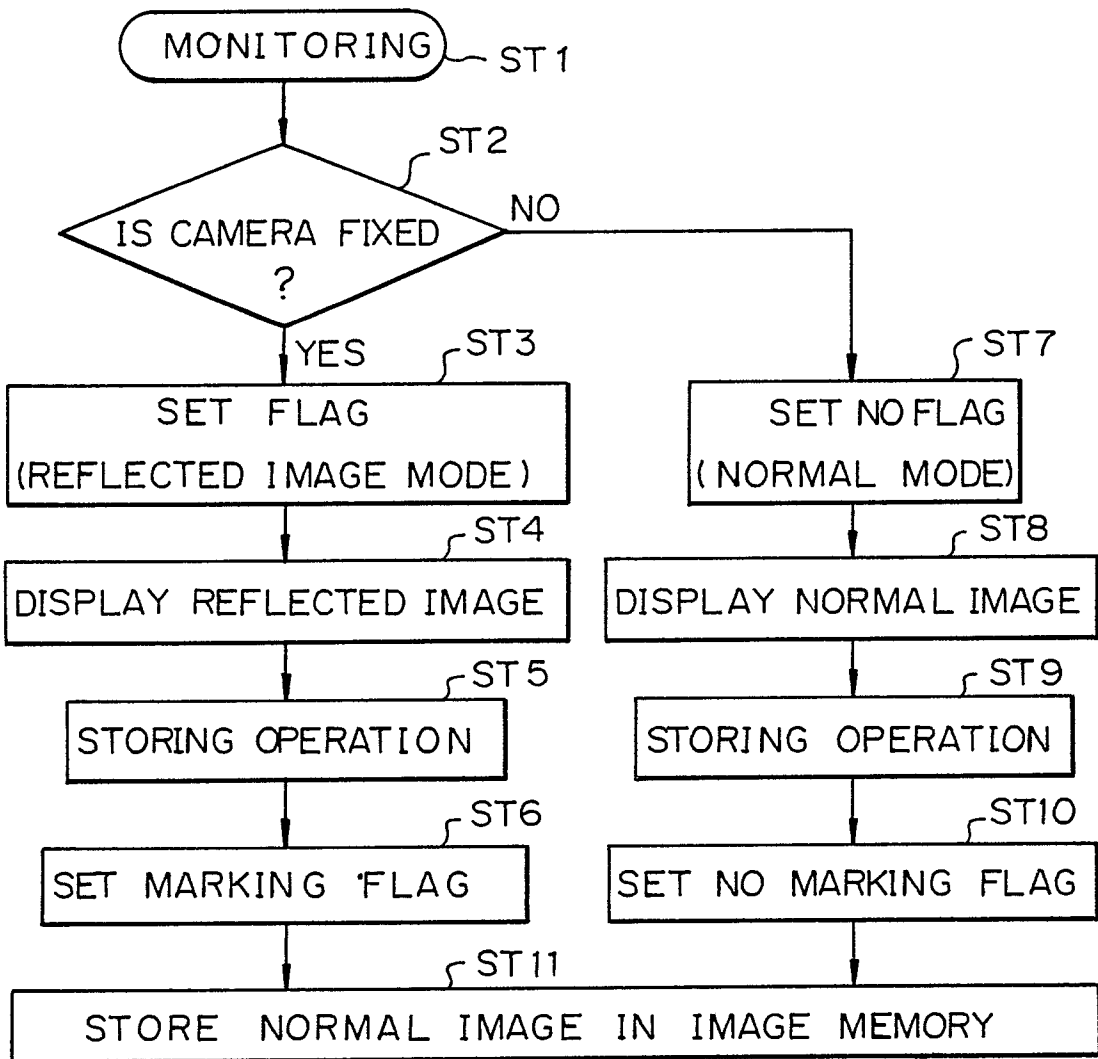 MONITORING
ST1
ST2
IS CAMERA FIXED
?
NO
YES
ST3
SET FLAG
(REFLECTED IMAGE MODE)
ST7
SET NO FLAG
(NORMAL MODE)
ST4
DISPLAY REFLECTED IMAGE
ST8
DISPLAY NORMAL IMAGE
ST5
STORING OPERATION
ST9
STORING OPERATION
ST6
SET MARKING FLAG
ST10
SET NO MARKING FLAG
ST11
STORE NORMAL IMAGE IN IMAGE MEMORY